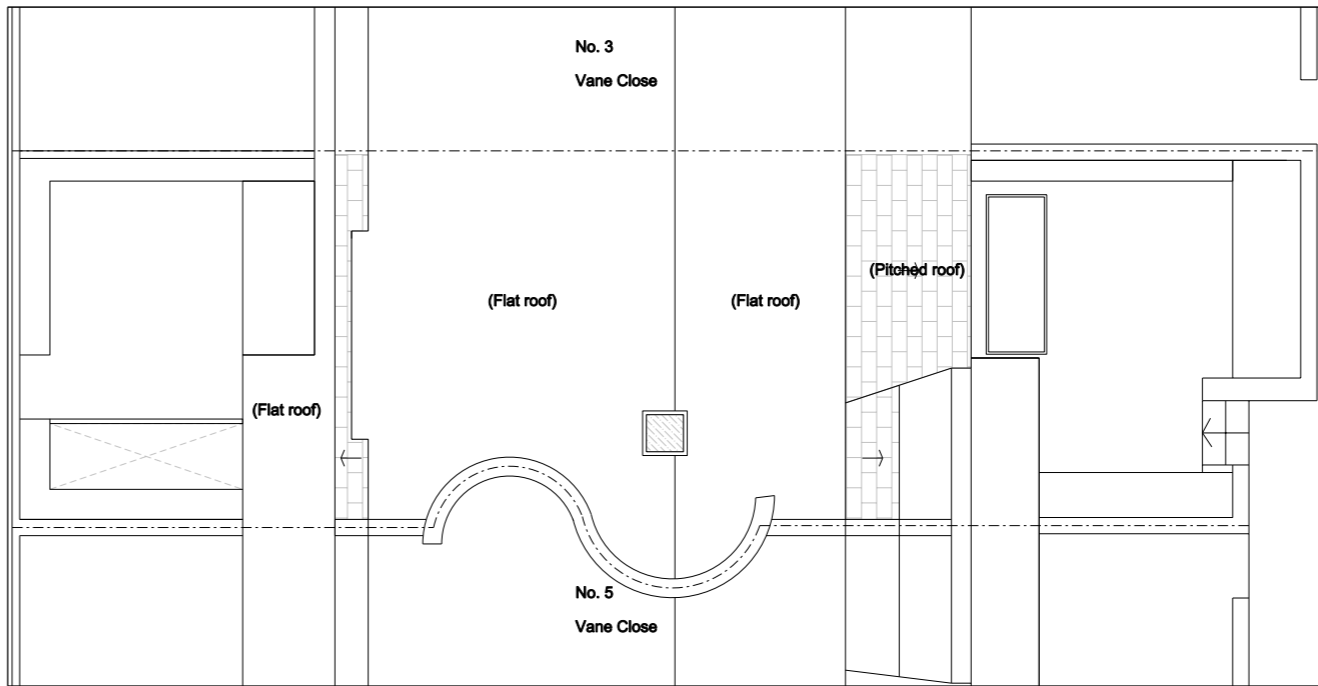 No. 3
Vane Close
(Pitched roof)
(Flat roof)
(Flat roof)
(Flat roof)
No. 5
Vane Close